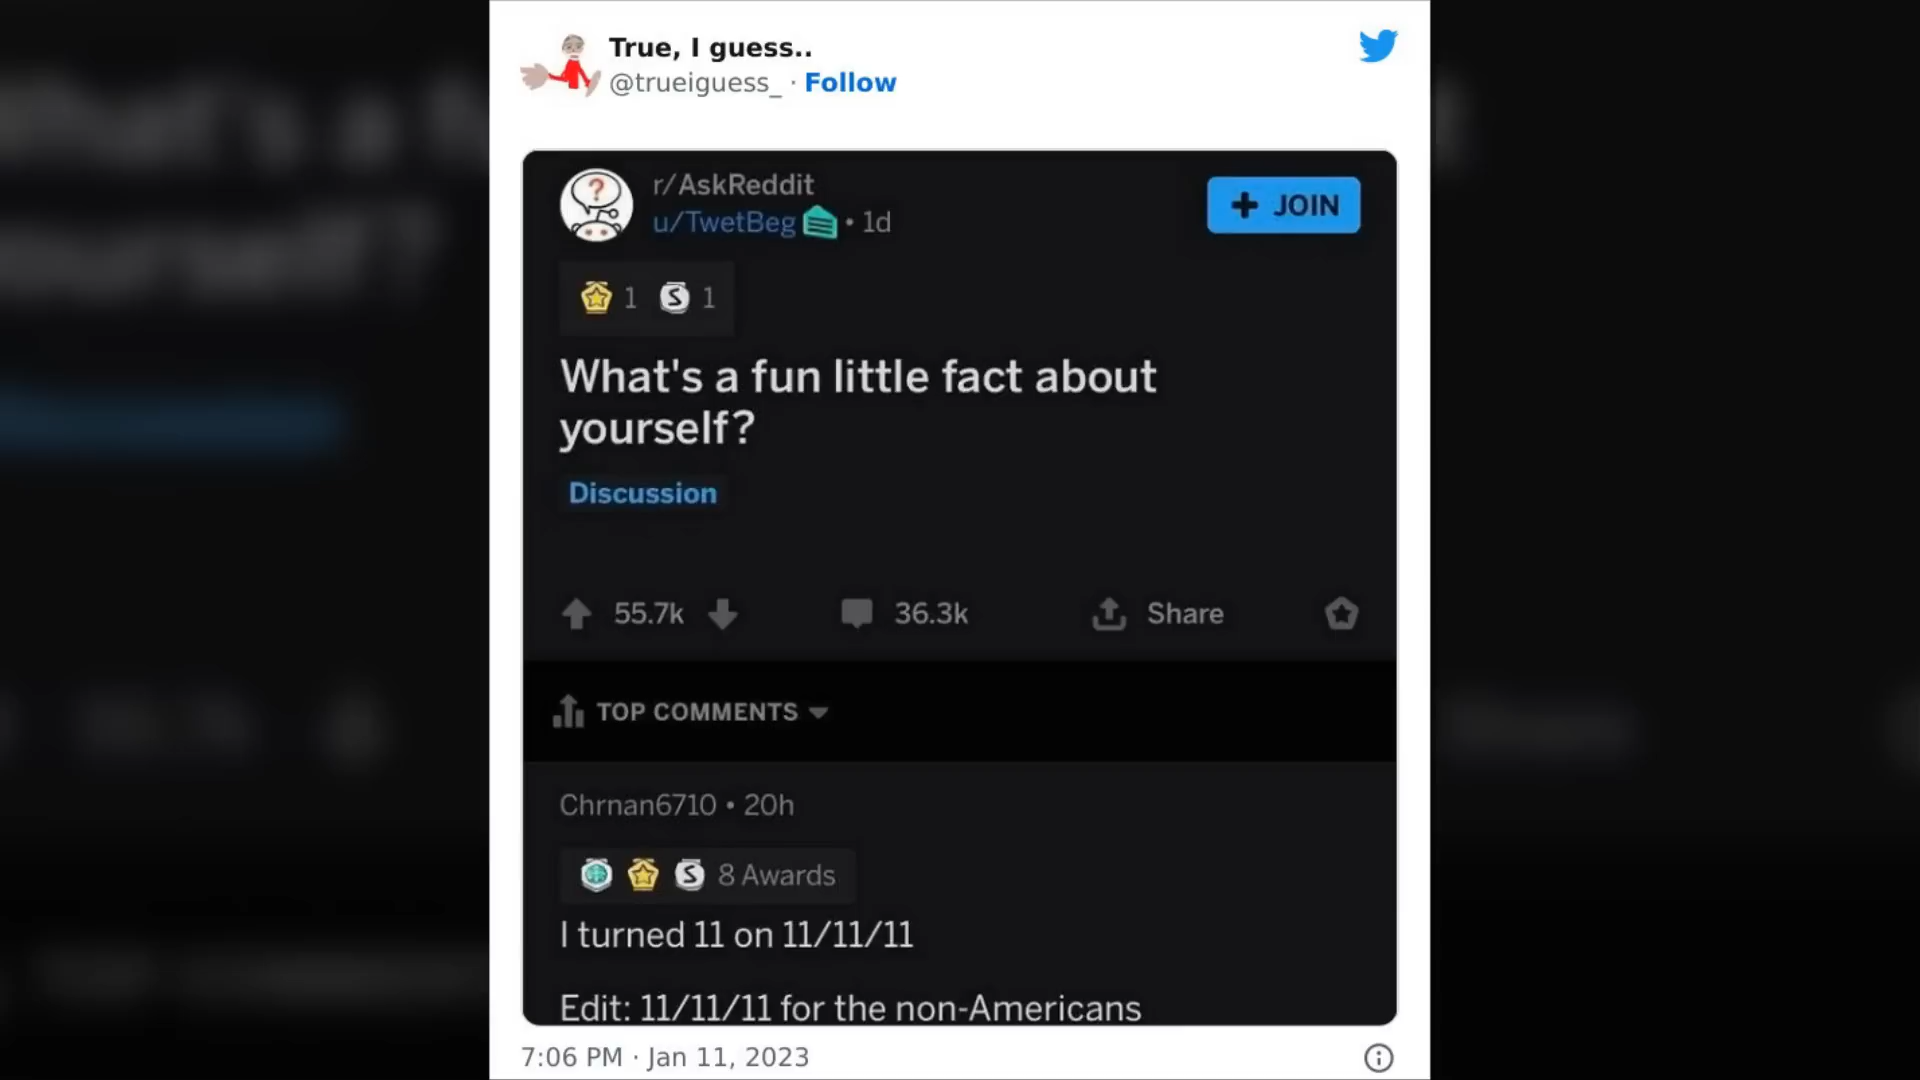 True, I guess..
@trueiguess_ · Follow
r/AskReddit
u/TwetBeg • 1d
+ JOIN
1 1
What's a fun little fact about
yourself?
Discussion
55.7k 36.3k Share
TOP COMMENTS
Chrnan6710 • 20h
8 Awards
I turned 11 on 11/11/11
Edit: 11/11/11 for the non-Americans
7:06 PM · Jan 11, 2023